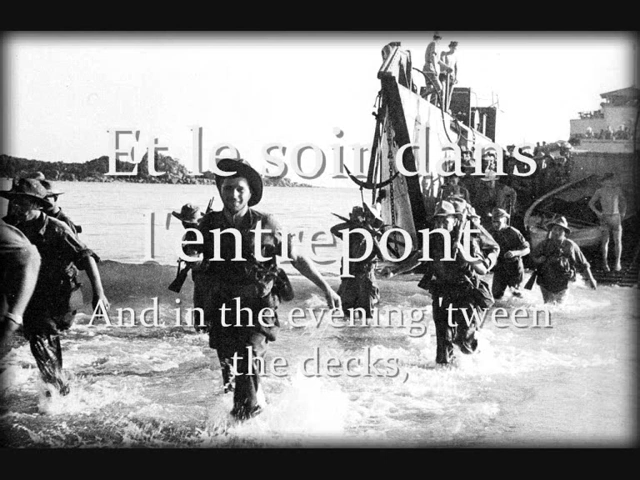 Et le soir dans
l'entrepont
And in the evening 'tween
the decks,